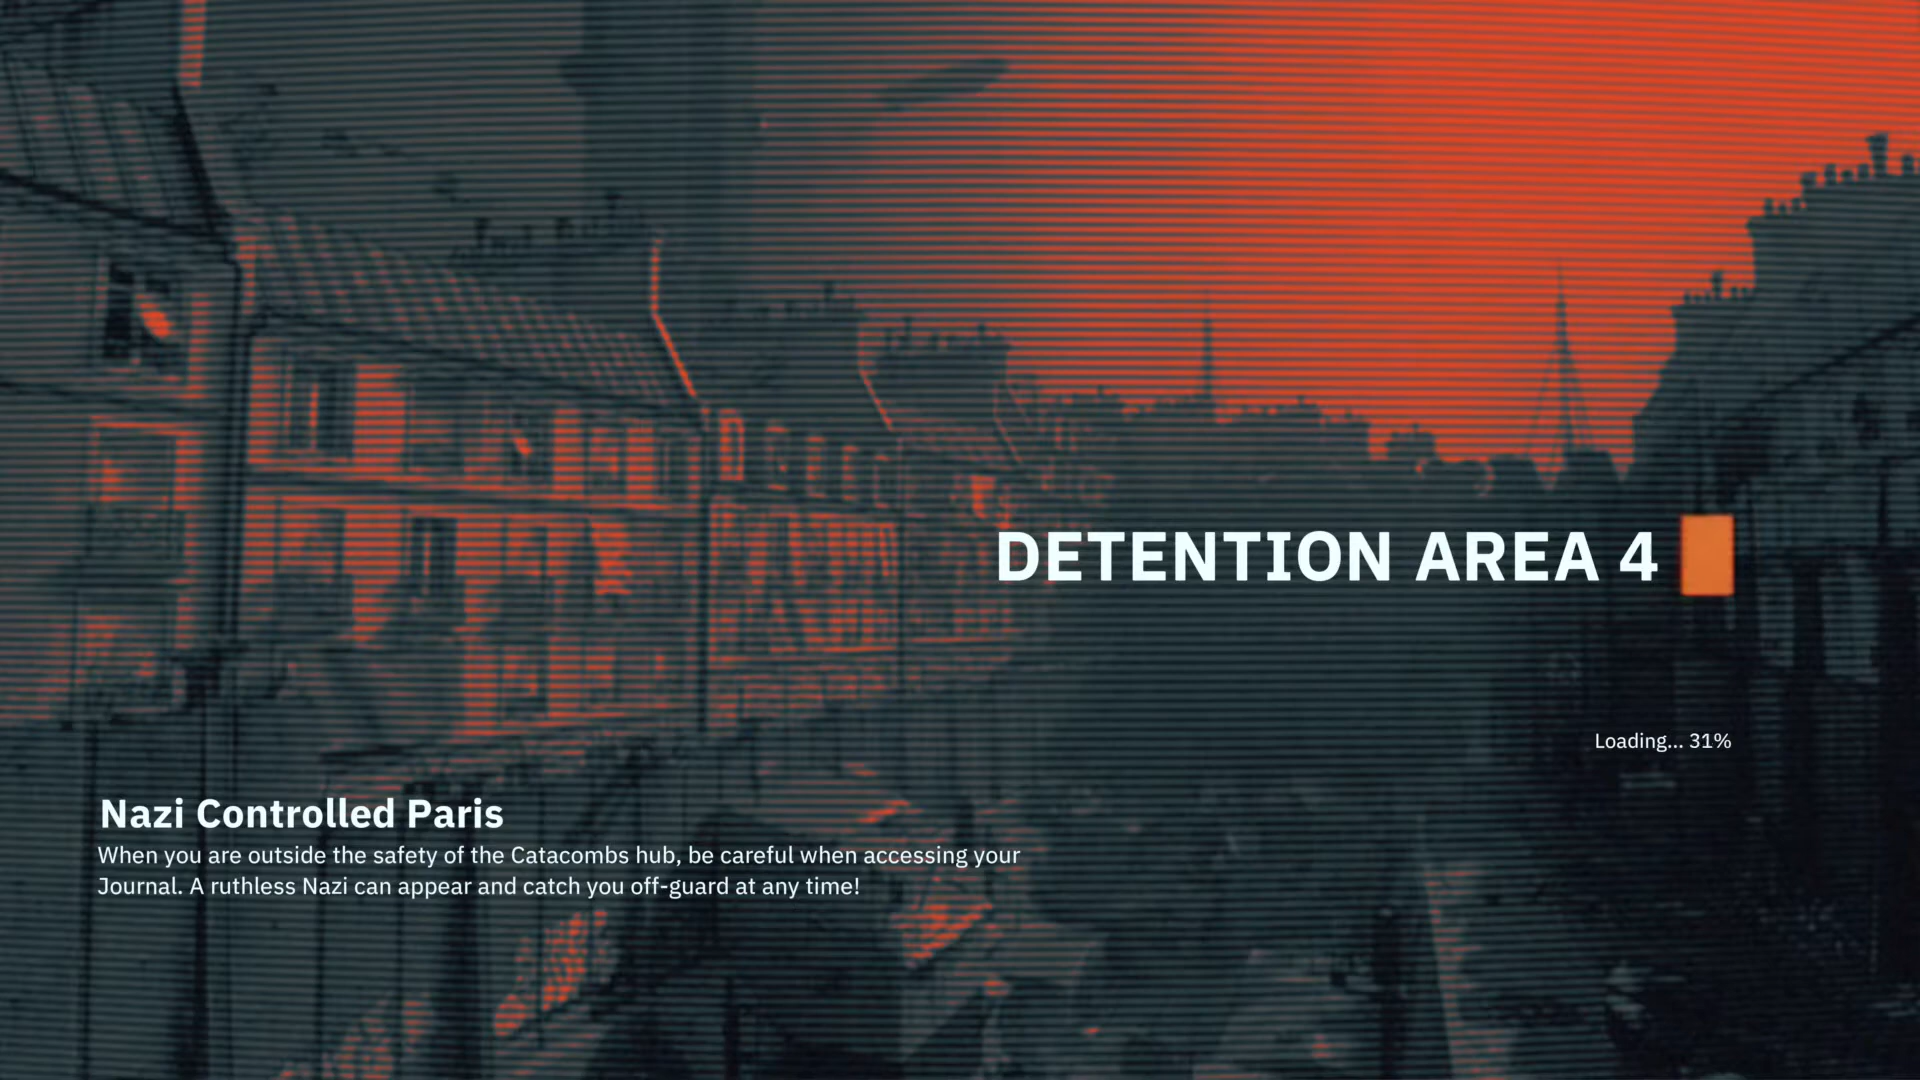 DETENTION AREA 4
Loading... 31%
Nazi Controlled Paris
When you are outside the safety of the Catacombs hub, be careful when accessing your
Journal. A ruthless Nazi can appear and catch you off-guard at any time!